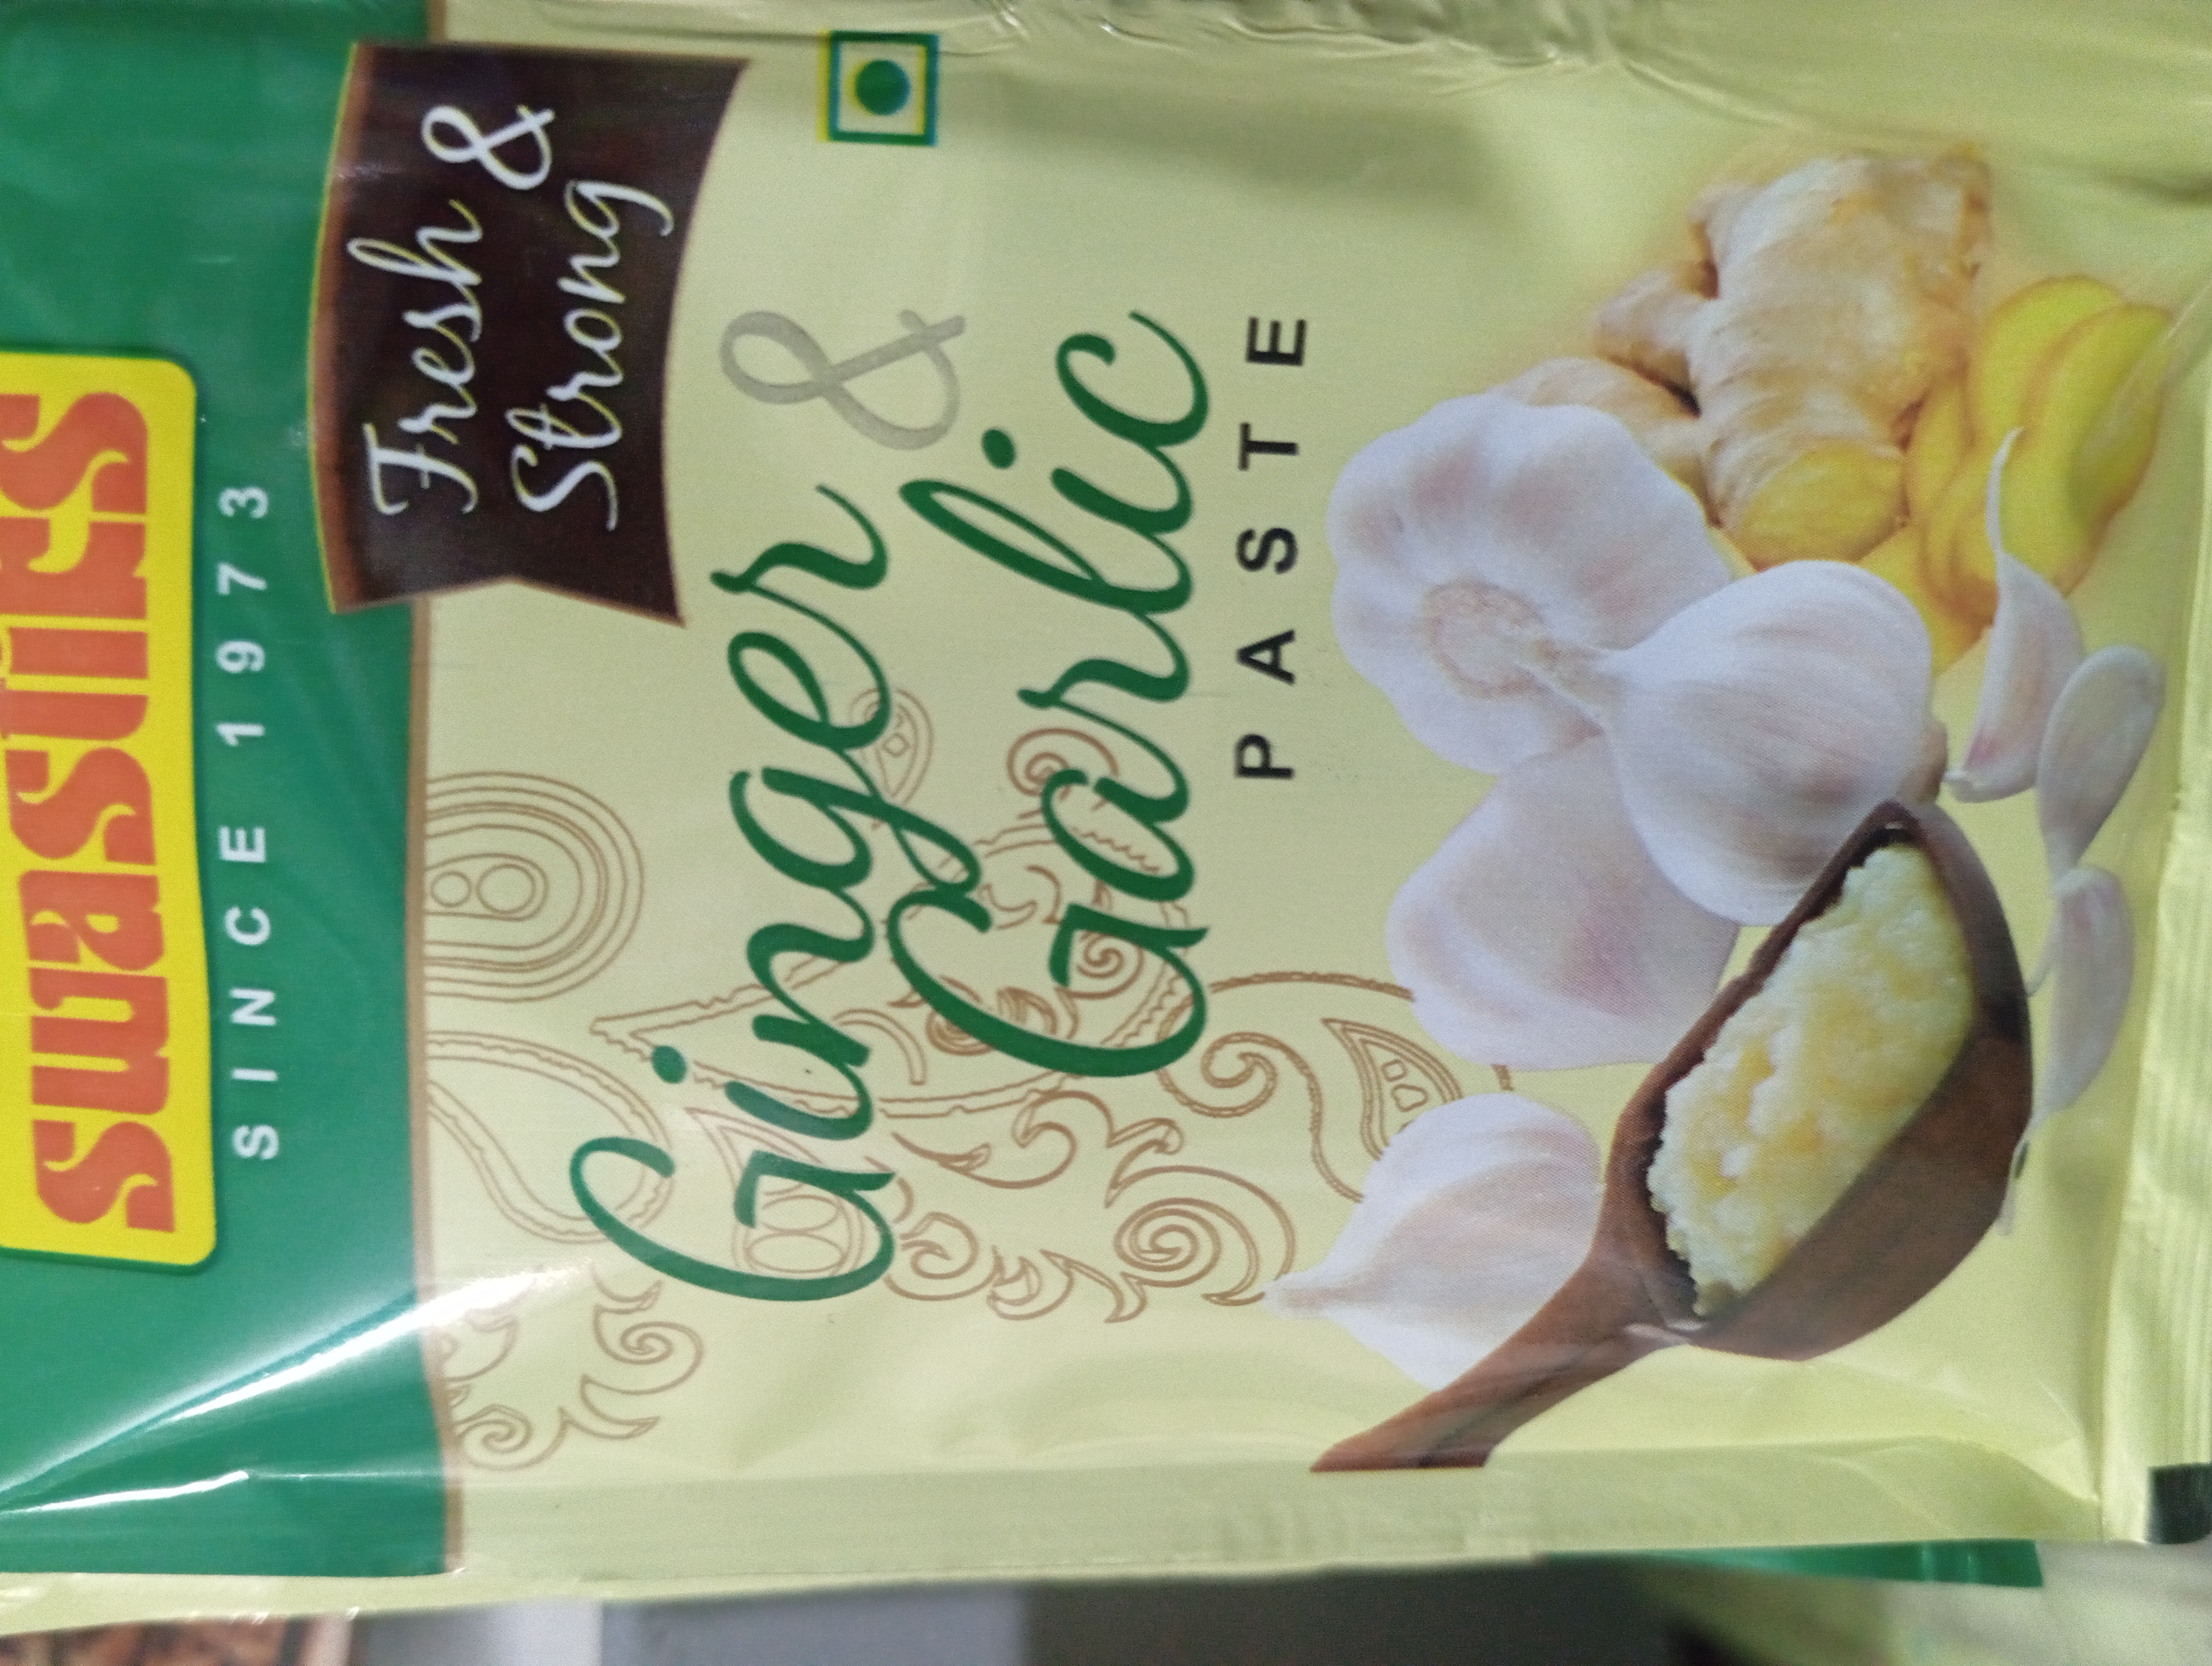 swastiks
SINCE 1973
Fresh &
Strong
Ginger &
Garlic
PASTE